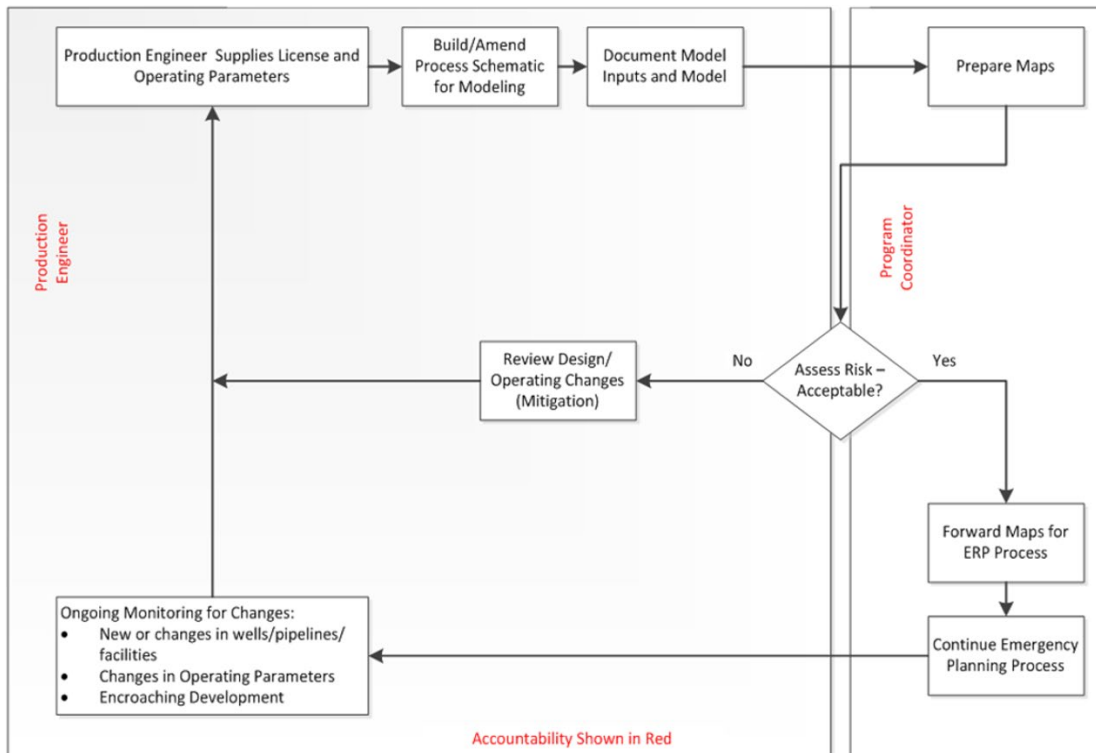 Production Engineer  Supplies License and
Operating Parameters
Build/Amend
Process Schematic
for Modeling
Document Model
Inputs and Model
Prepare Maps
Production
Engineer
Program
Coordinator
Review Design/
Operating Changes
(Mitigation)
No
Assess Risk –
Acceptable?
Yes
Forward Maps for
ERP Process
Ongoing Monitoring for Changes:
• New or changes in wells/pipelines/
facilities
• Changes in Operating Parameters
• Encroaching Development
Continue Emergency
Planning Process
Accountability Shown in Red